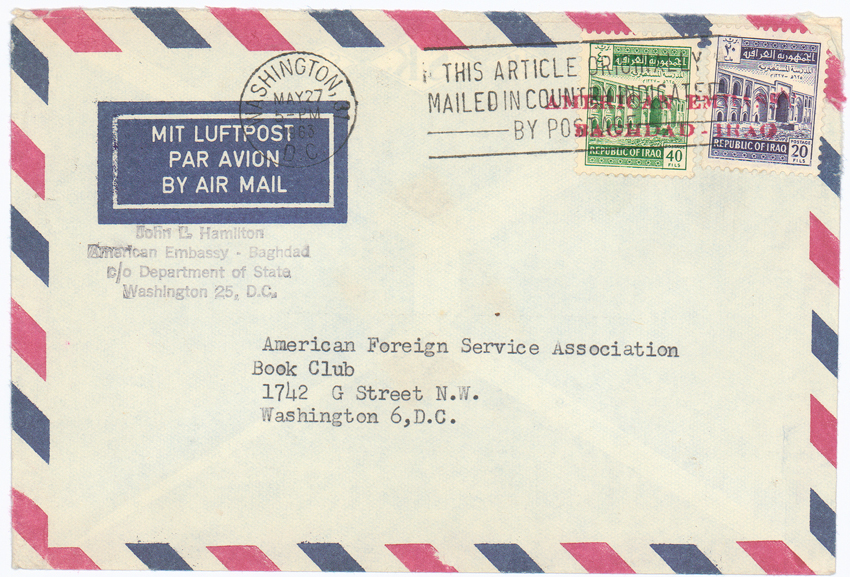 WASHINGTON,
MAY 27
5-PM
1963
D.C.
THIS ARTICLE ORIGINALLY
MAILED IN COUNTRY INDICATED
BY POSTAGE
AMERICAN EMBASSY
BAGHDAD - IRAQ
الجمهورية العراقية
REPUBLIC OF IRAQ
40
FILS
٢٠
الجمهورية العراقية
REPUBLIC OF IRAQ
POSTAGE
20
FILS
MIT LUFTPOST
PAR AVION
BY AIR MAIL
John L. Hamilton
American Embassy - Baghdad
c/o Department of State
Washington 25, D.C.
American Foreign Service Association
Book Club
1742 G Street N.W.
Washington 6,D.C.